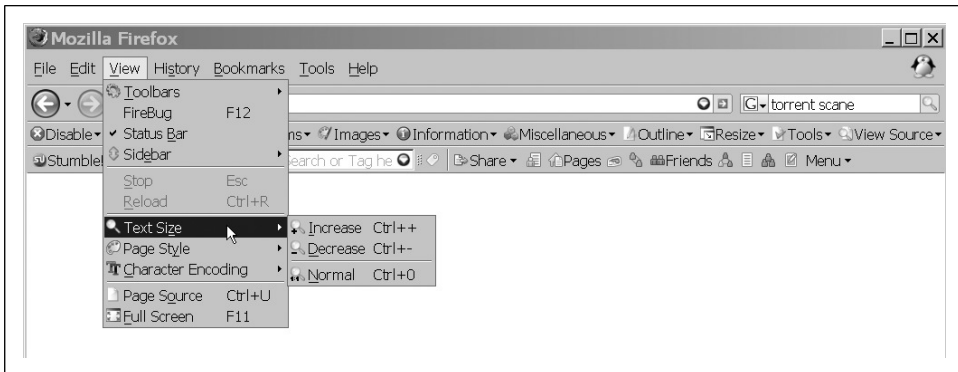 Mozilla Firefox
File Edit View History Bookmarks Tools Help
Toolbars
FireBug F12
G torrent scane
Disable
Status Bar
ns Images Information Miscellaneous Outline Resize Tools View Source
Sidebar
Stumble!
earch or Tag he Share Pages Friends Menu
Stop Esc
Reload Ctrl+R
Text Size
Increase Ctrl++
Page Style
Decrease Ctrl+-
Character Encoding
Normal Ctrl+0
Page Source Ctrl+U
Full Screen F11